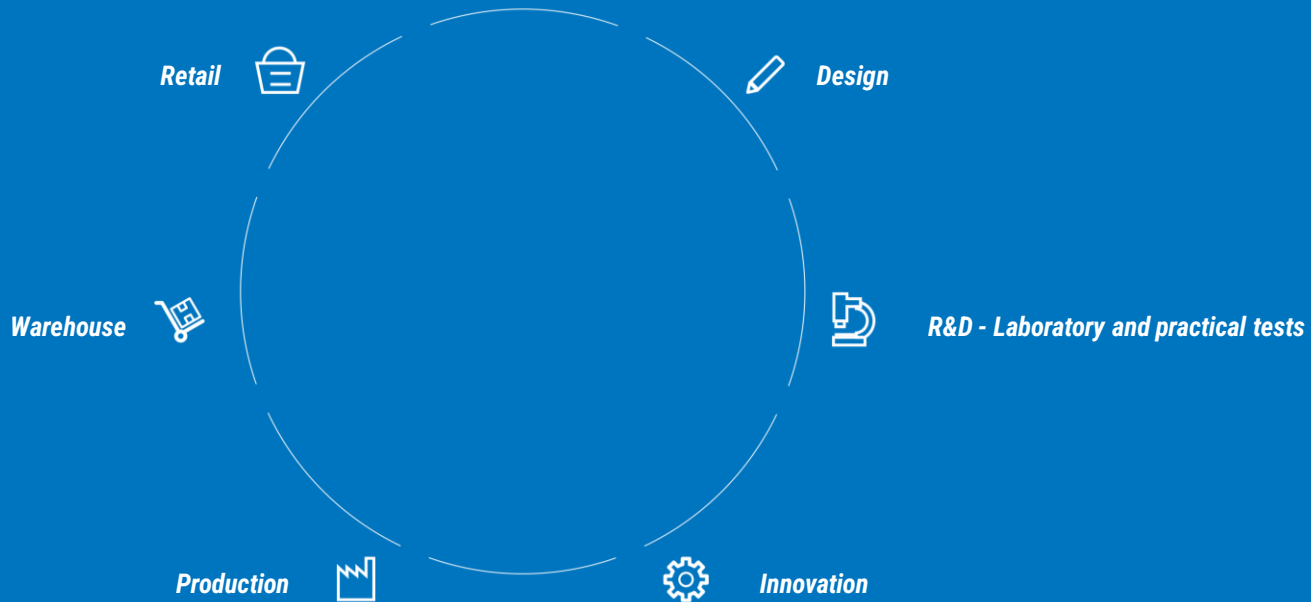 Retail
Design
Warehouse
R&D - Laboratory and practical tests
Production
Innovation